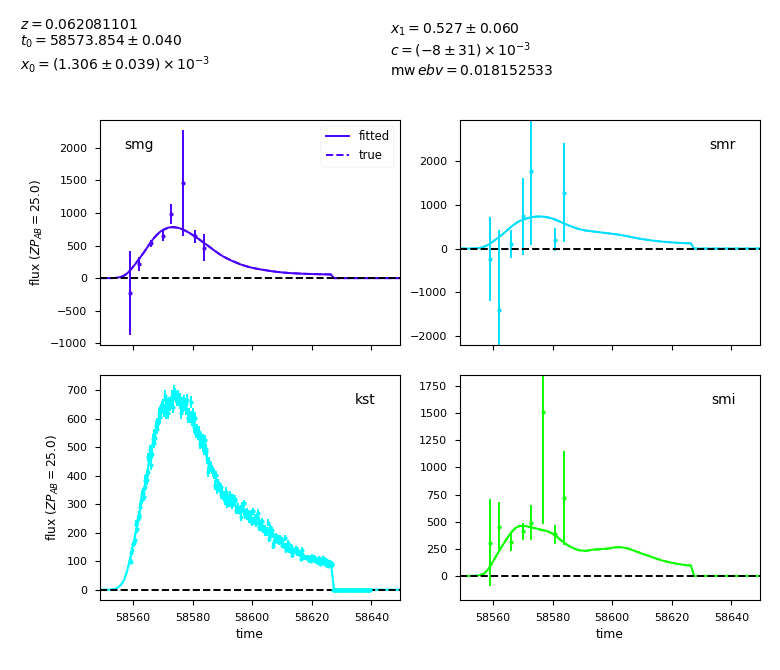 z = 0.062081101
t₀ = 58573.854 ± 0.040
x₀ = (1.306 ± 0.039) × 10⁻³
x₁ = 0.527 ± 0.060
c = (−8 ± 31) × 10⁻³
mw ebv = 0.018152533
smg
fitted
true
2000
1500
1000
500
0
−500
−1000
flux (ZP_AB = 25.0)
smr
2000
1000
0
−1000
−2000
kst
700
600
500
400
300
200
100
0
flux (ZP_AB = 25.0)
58560 58580 58600 58620 58640
time
smi
1750
1500
1250
1000
750
500
250
0
58560 58580 58600 58620 58640
time